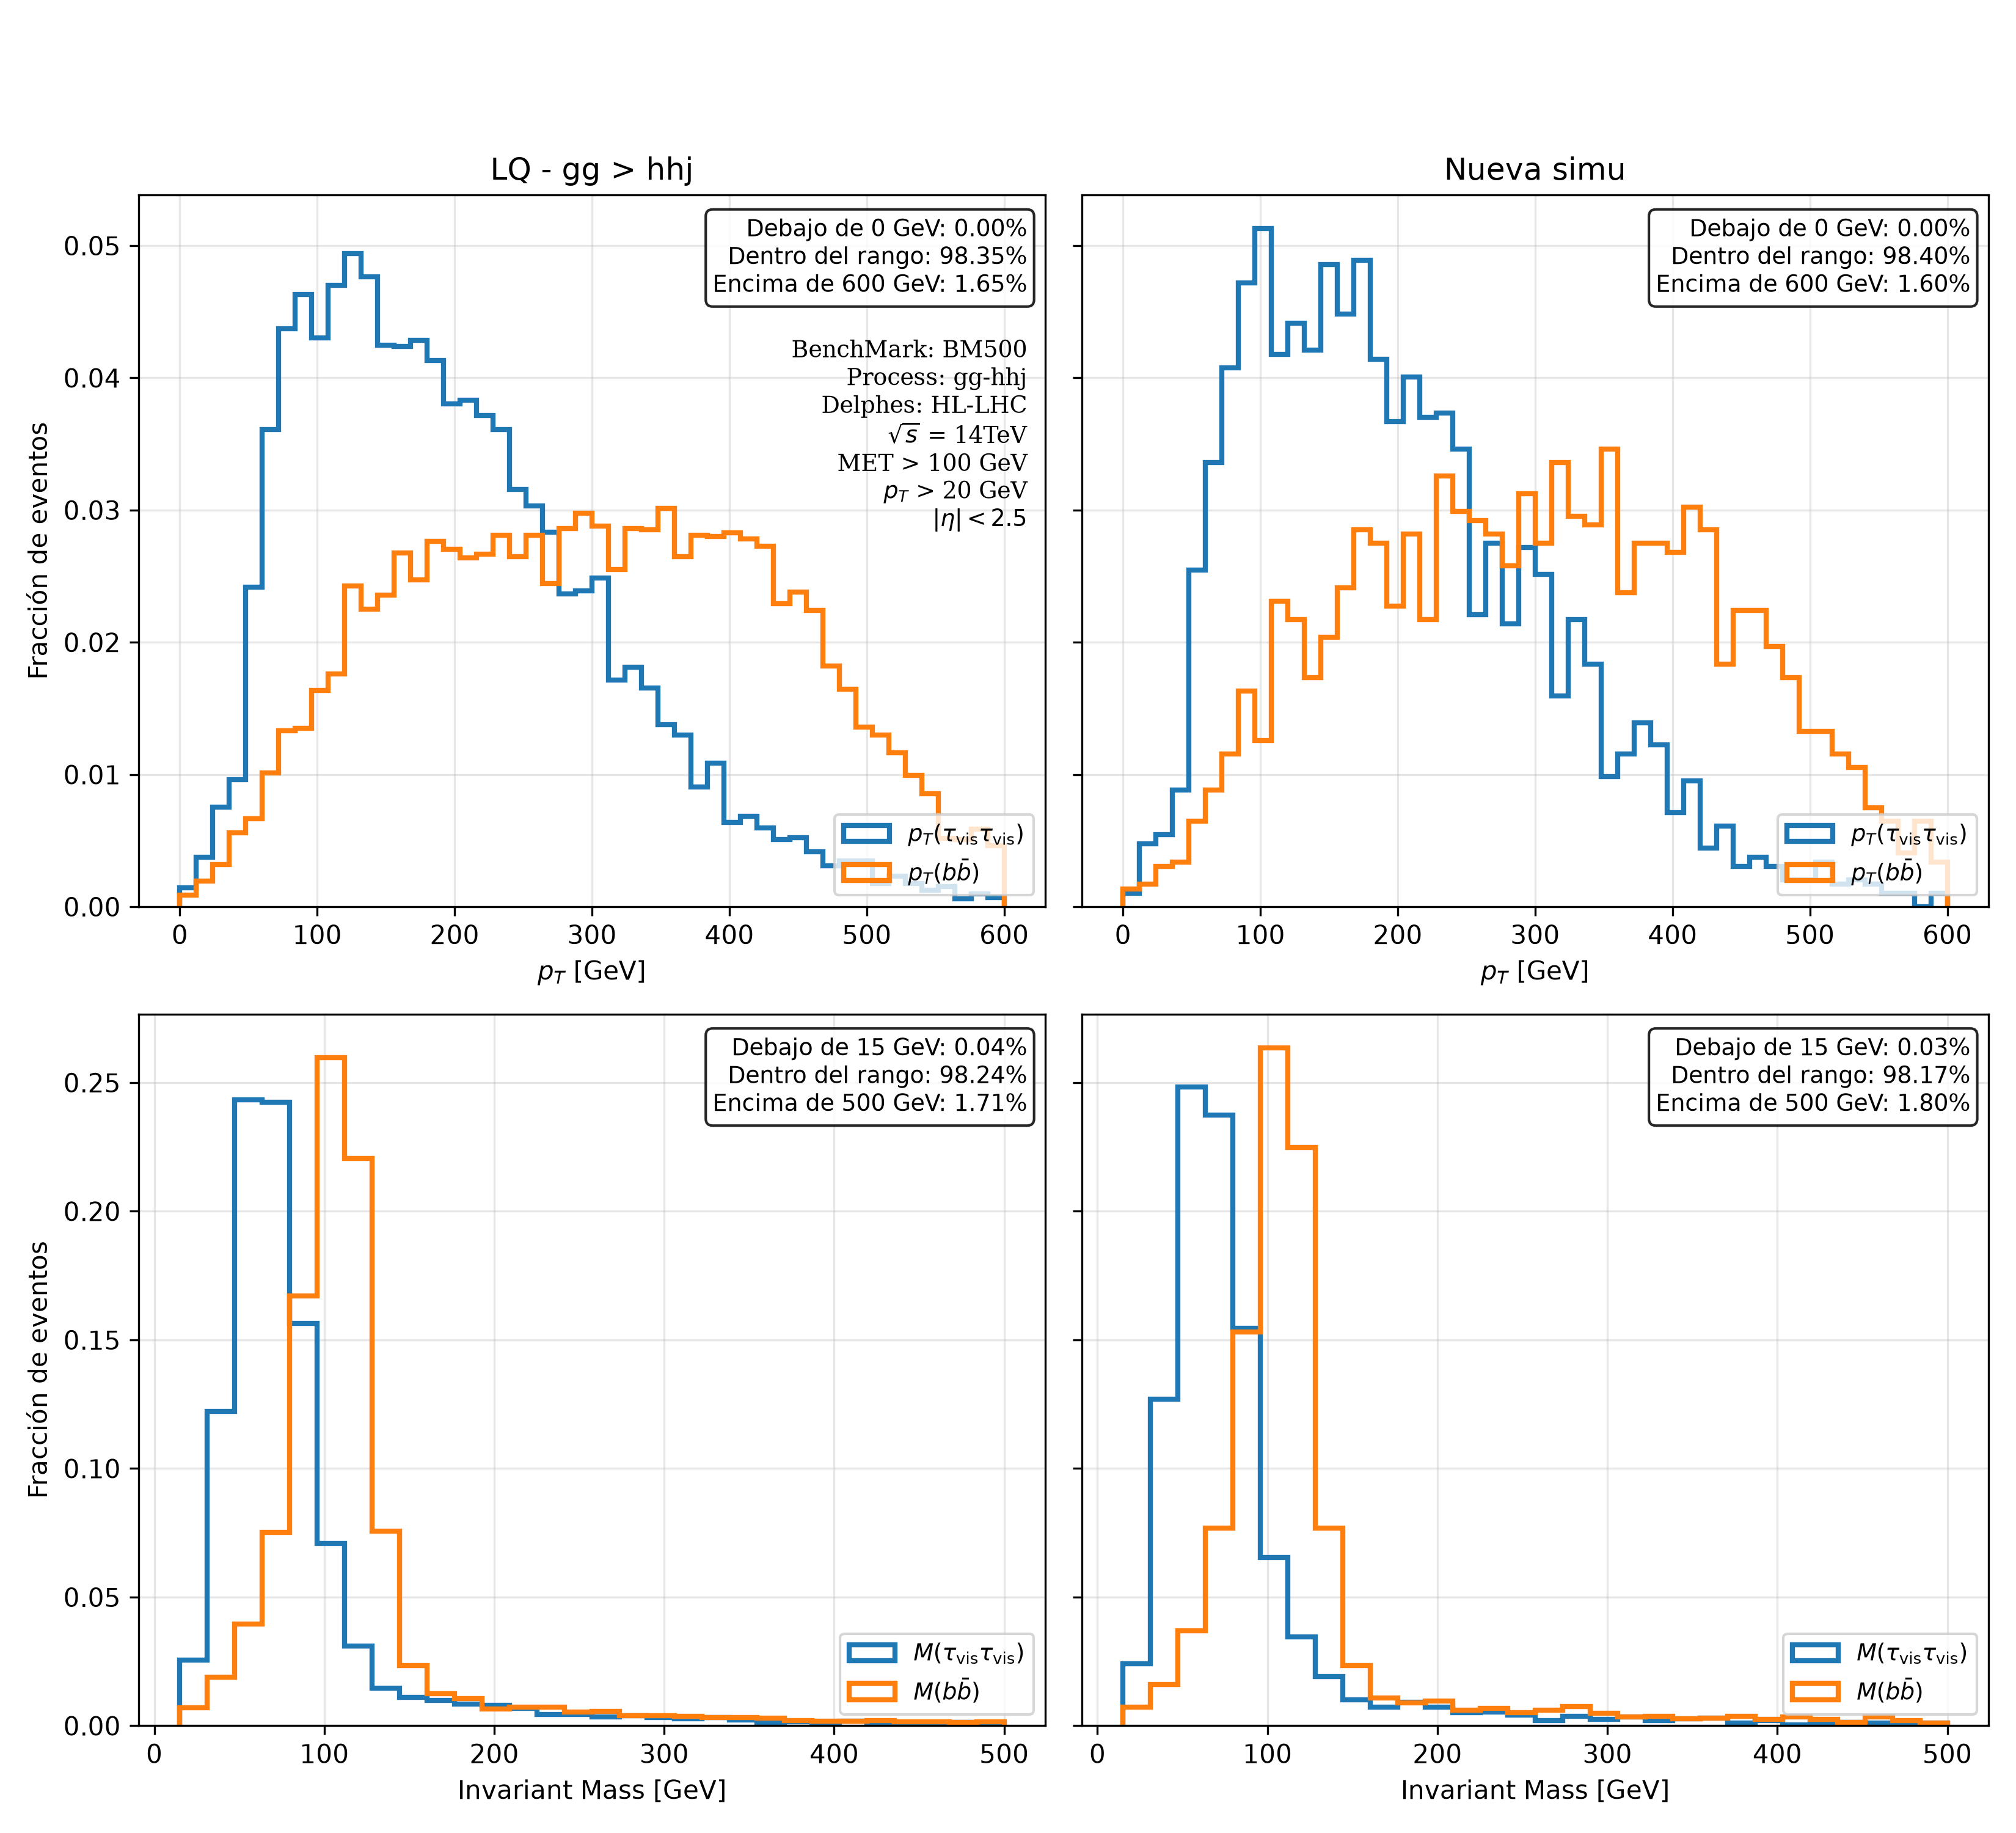 LQ - gg > hhj
Debajo de 0 GeV: 0.00%
Dentro del rango: 98.35%
Encima de 600 GeV: 1.65%
BenchMark: BM500
Process: gg-hhj
Delphes: HL-LHC
√s = 14TeV
MET > 100 GeV
p_T > 20 GeV
|η| < 2.5
Fracción de eventos
0.05
0.04
0.03
0.02
0.01
0.00
p_T(τ_vis τ_vis)
p_T(bb̄)
0 100 200 300 400 500 600
p_T [GeV]
Nueva simu
Debajo de 0 GeV: 0.00%
Dentro del rango: 98.40%
Encima de 600 GeV: 1.60%
p_T(τ_vis τ_vis)
p_T(bb̄)
0 100 200 300 400 500 600
p_T [GeV]
Debajo de 15 GeV: 0.04%
Dentro del rango: 98.24%
Encima de 500 GeV: 1.71%
Fracción de eventos
0.25
0.20
0.15
0.10
0.05
0.00
M(τ_vis τ_vis)
M(bb̄)
0 100 200 300 400 500
Invariant Mass [GeV]
Debajo de 15 GeV: 0.03%
Dentro del rango: 98.17%
Encima de 500 GeV: 1.80%
M(τ_vis τ_vis)
M(bb̄)
0 100 200 300 400 500
Invariant Mass [GeV]